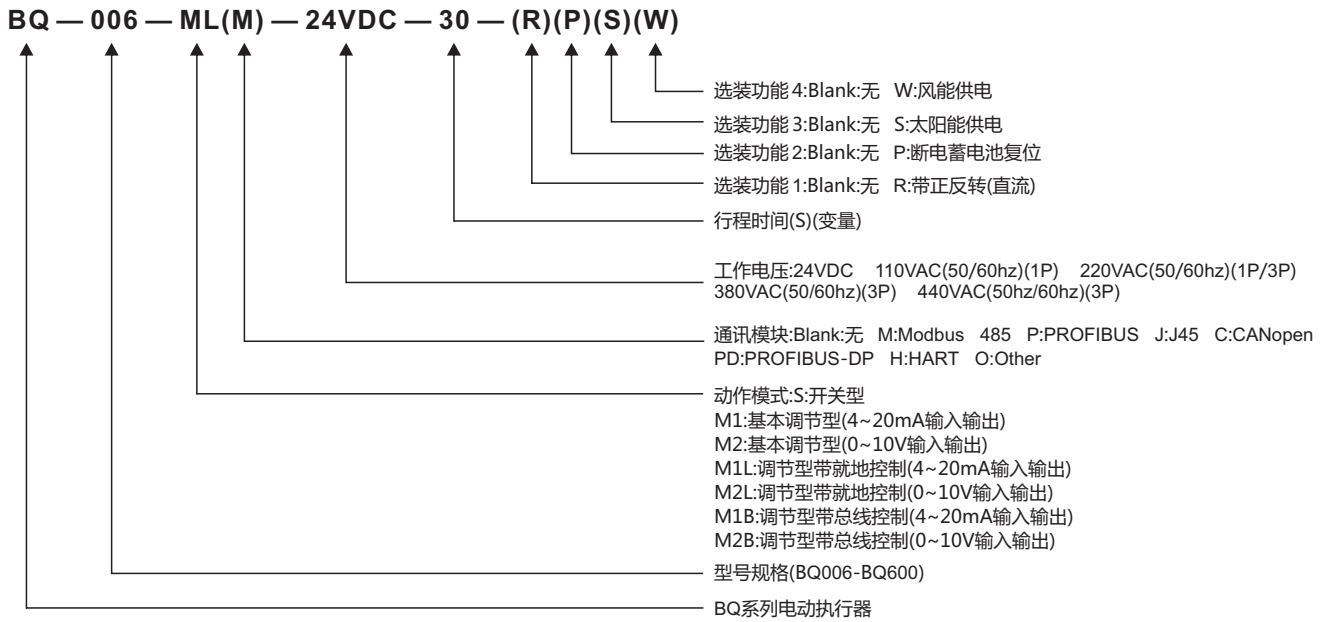 BQ — 006 — ML(M) — 24VDC — 30 — (R)(P)(S)(W)
选装功能 4:Blank:无 W:风能供电
选装功能 3:Blank:无 S:太阳能供电
选装功能 2:Blank:无 P:断电蓄电池复位
选装功能 1:Blank:无 R:带正反转(直流)
行程时间(S)(变量)
工作电压:24VDC 110VAC(50/60hz)(1P) 220VAC(50/60hz)(1P/3P)
380VAC(50/60hz)(3P) 440VAC(50hz/60hz)(3P)
通讯模块:Blank:无 M:Modbus 485 P:PROFIBUS J:J45 C:CANopen
PD:PROFIBUS-DP H:HART O:Other
动作模式:S:开关型
M1:基本调节型(4~20mA输入输出)
M2:基本调节型(0~10V输入输出)
M1L:调节型带就地控制(4~20mA输入输出)
M2L:调节型带就地控制(0~10V输入输出)
M1B:调节型带总线控制(4~20mA输入输出)
M2B:调节型带总线控制(0~10V输入输出)
型号规格(BQ006-BQ600)
BQ系列电动执行器